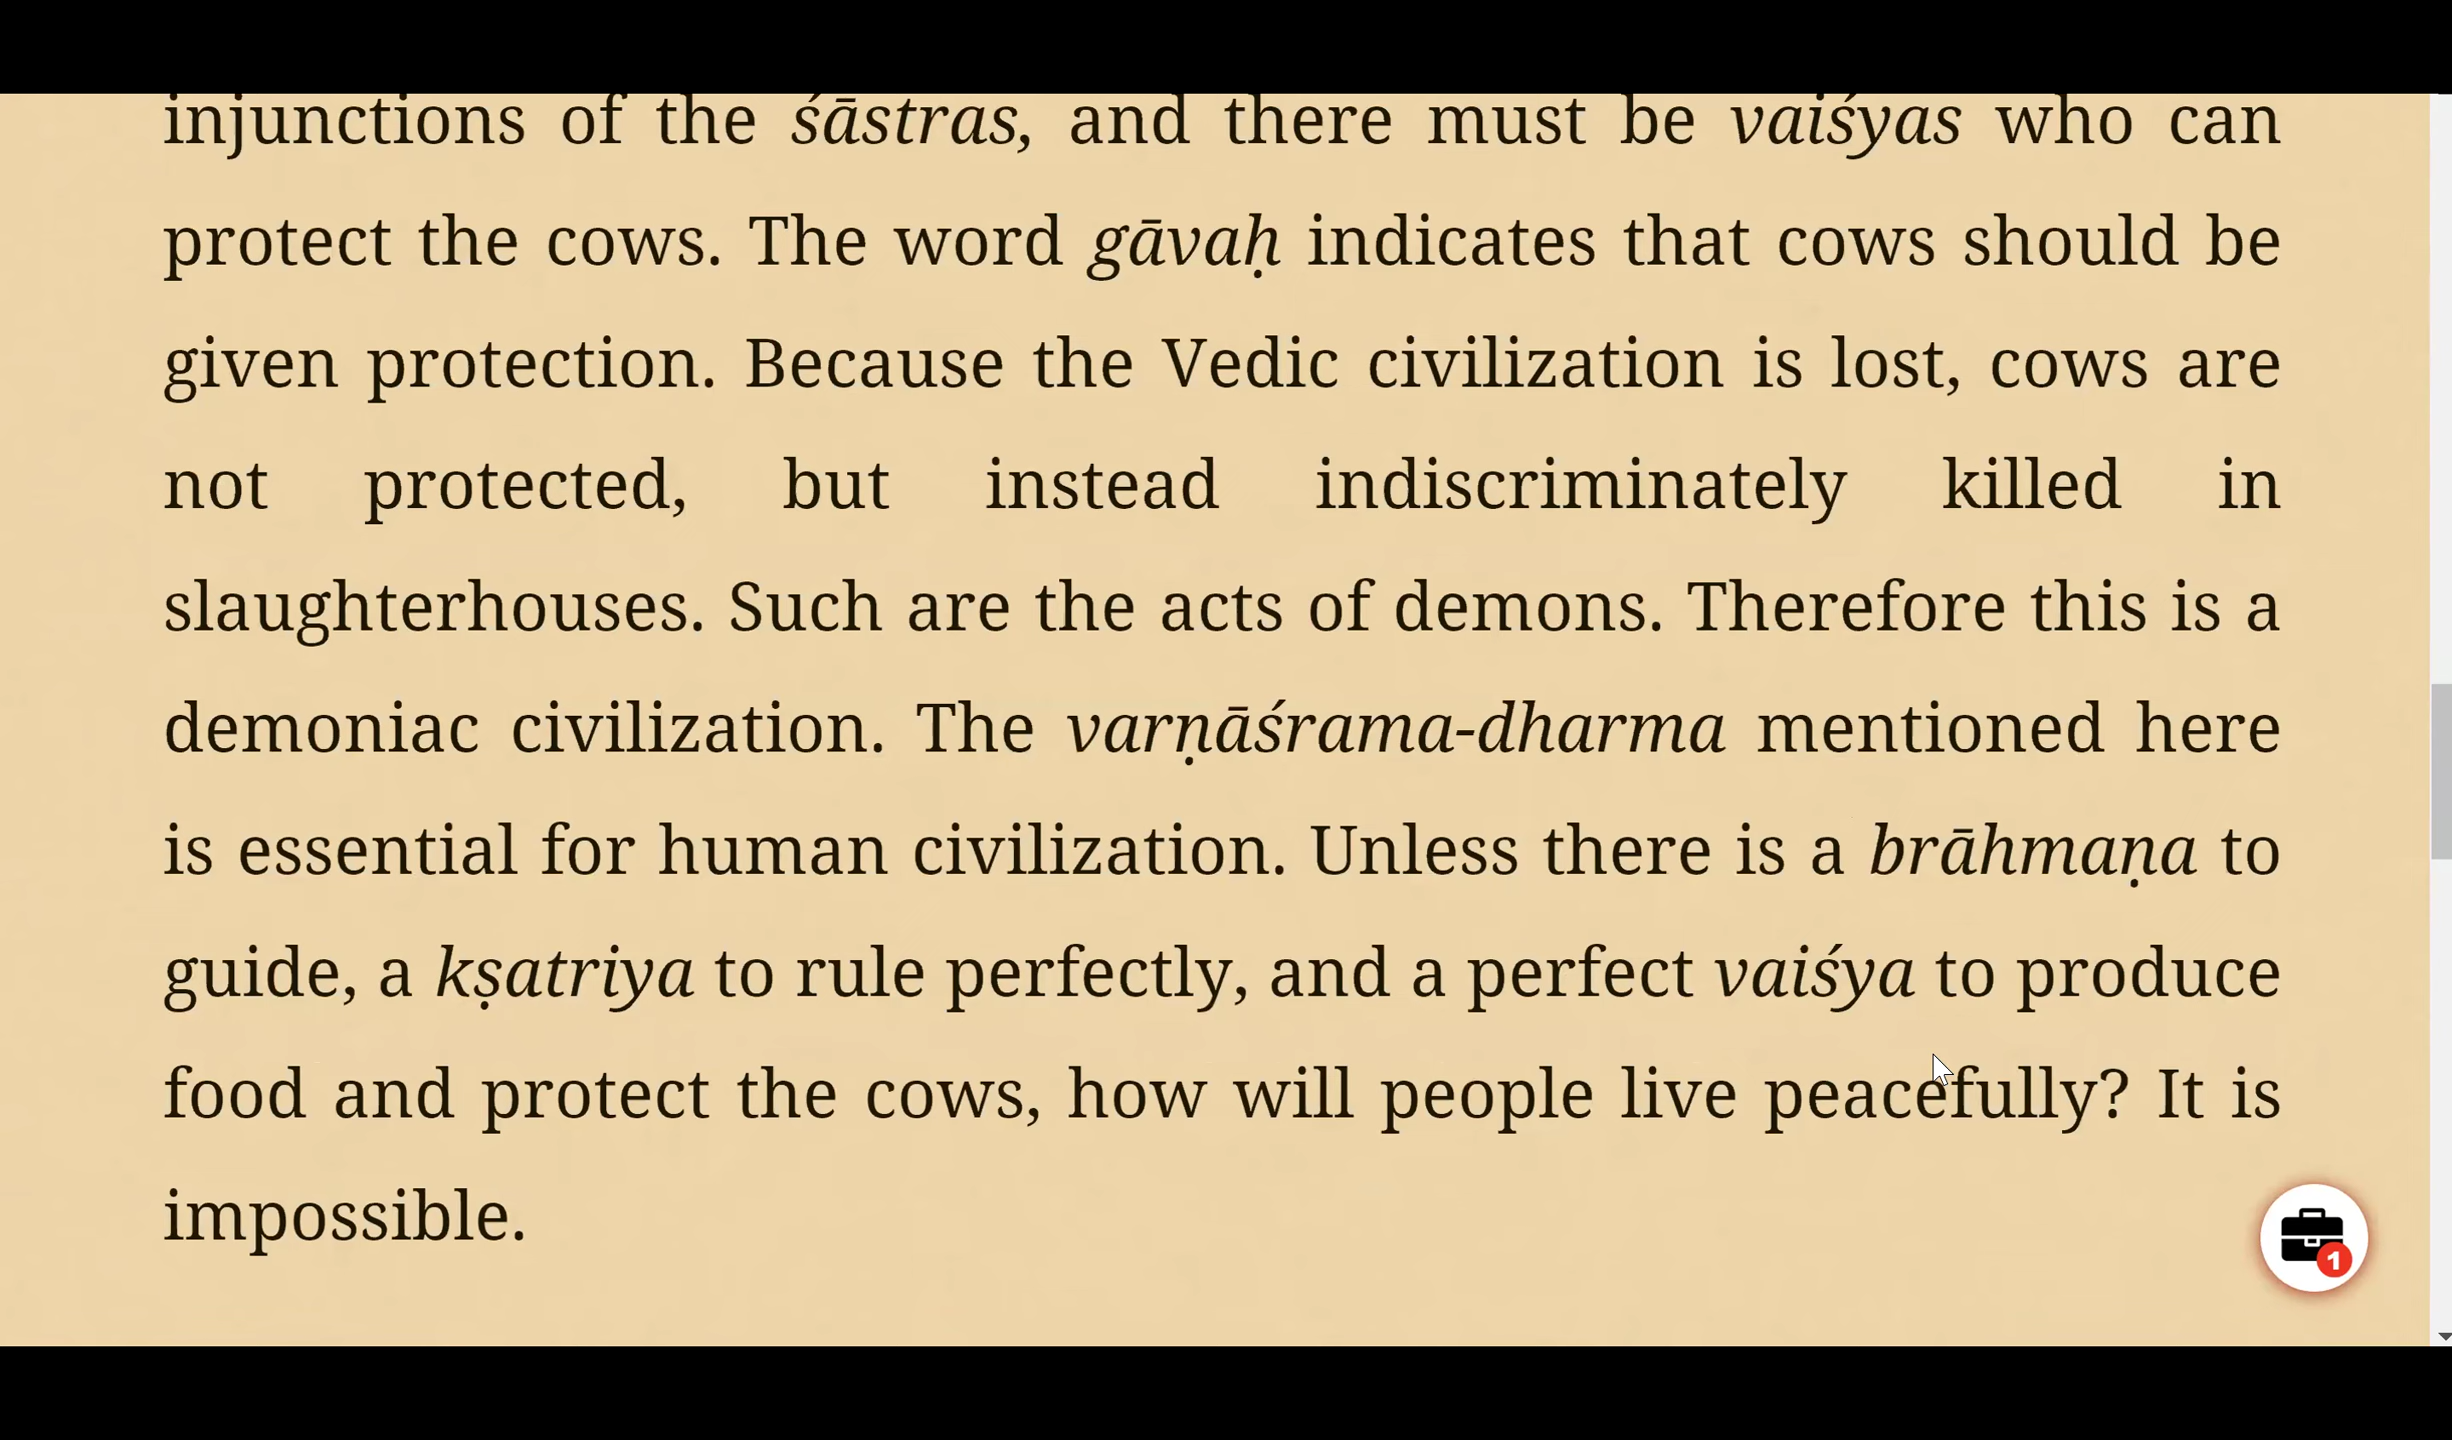 injunctions of the śāstras, and there must be vaiśyas who can
protect the cows. The word gāvaḥ indicates that cows should be
given protection. Because the Vedic civilization is lost, cows are
not protected, but instead indiscriminately killed in
slaughterhouses. Such are the acts of demons. Therefore this is a
demoniac civilization. The varṇāśrama-dharma mentioned here
is essential for human civilization. Unless there is a brāhmaṇa to
guide, a kṣatriya to rule perfectly, and a perfect vaiśya to produce
food and protect the cows, how will people live peacefully? It is
impossible.
1